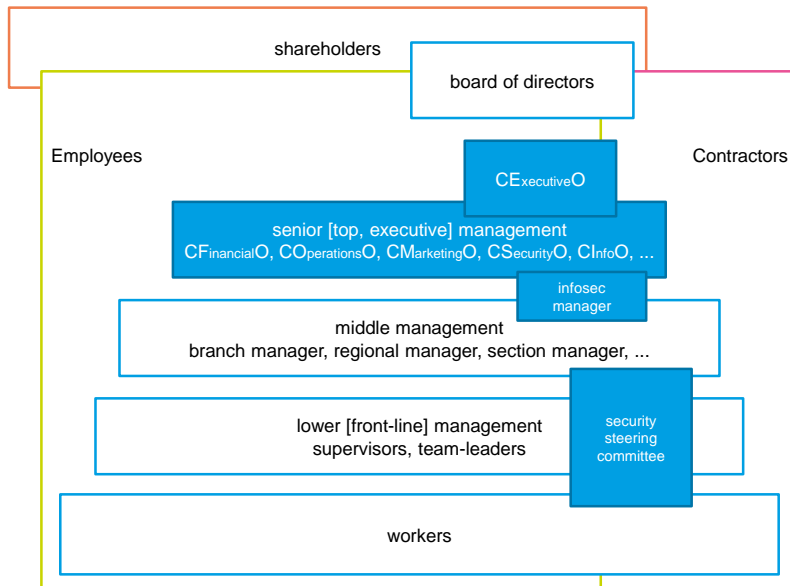 shareholders
board of directors
Employees
Contractors
CExecutiveO
senior [top, executive] management
CFinancialO, COperationsO, CMarketingO, CSecurityO, CInfoO, ...
infosec
manager
middle management
branch manager, regional manager, section manager, ...
lower [front-line] management
supervisors, team-leaders
security
steering
committee
workers